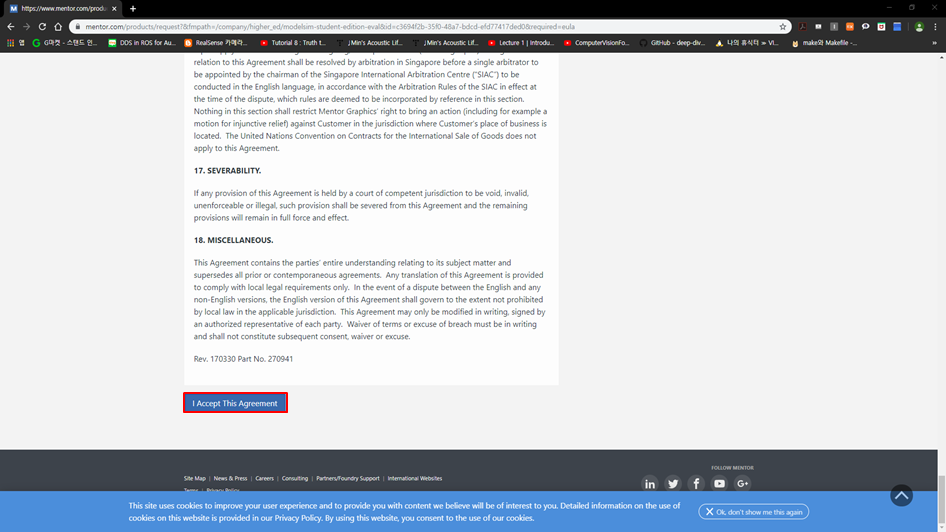 https://www.mentor.com/produ
mentor.com/products/request?&fmpath=/company/higher_ed/modelsim-student-edition-eval&id=c3694f2b-35f0-48a7-bdcd-efd77417ded0&required=eula
앱 G마켓 - 스탠드 인... DDS in ROS for Au... RealSense 카메라... Tutorial 8 : Truth t... J Min's Acoustic Lif... J Min's Acoustic Lif... Lecture 1 | Introdu... ComputerVisionFo... GitHub - deep-div... 나의 휴식터 ∨ In... make와 Makefile -... »
relation to this Agreement shall be resolved by arbitration in Singapore before a single arbitrator to
be appointed by the chairman of the Singapore International Arbitration Centre ("SIAC") to be
conducted in the English language, in accordance with the Arbitration Rules of the SIAC in effect at
the time of the dispute, which rules are deemed to be incorporated by reference in this section.
Nothing in this section shall restrict Mentor Graphics' right to bring an action (including for example a
motion for injunctive relief) against Customer in the jurisdiction where Customer's place of business is
located. The United Nations Convention on Contracts for the International Sale of Goods does not
apply to this Agreement.
17. SEVERABILITY.
If any provision of this Agreement is held by a court of competent jurisdiction to be void, invalid,
unenforceable or illegal, such provision shall be severed from this Agreement and the remaining
provisions will remain in full force and effect.
18. MISCELLANEOUS.
This Agreement contains the parties' entire understanding relating to its subject matter and
supersedes all prior or contemporaneous agreements. Any translation of this Agreement is provided
to comply with local legal requirements only. In the event of a dispute between the English and any
non-English versions, the English version of this Agreement shall govern to the extent not prohibited
by local law in the applicable jurisdiction. This Agreement may only be modified in writing, signed by
an authorized representative of each party. Waiver of terms or excuse of breach must be in writing
and shall not constitute subsequent consent, waiver or excuse.
Rev. 170330 Part No. 270941
I Accept This Agreement
FOLLOW MENTOR
Site Map | News & Press | Careers | Consulting | Partners/Foundry Support | International Websites
Terms | Privacy Policy
This site uses cookies to improve your user experience and to provide you with content we believe will be of interest to you. Detailed information on the use of
cookies on this website is provided in our Privacy Policy. By using this website, you consent to the use of our cookies.
Ok, don't show me this again